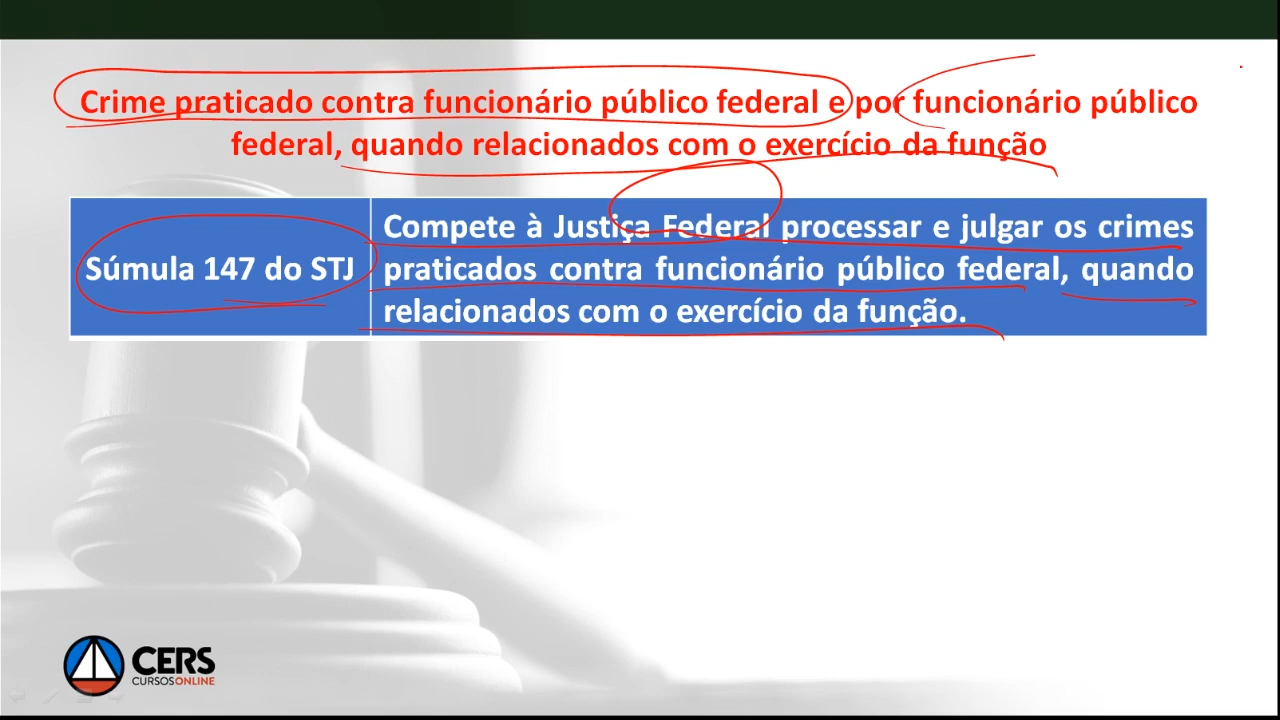 Crime praticado contra funcionário público federal e por funcionário público
federal, quando relacionados com o exercício da função
Súmula 147 do STJ
Compete à Justiça Federal processar e julgar os crimes
praticados contra funcionário público federal, quando
relacionados com o exercício da função.
CERS
CURSOSONLINE